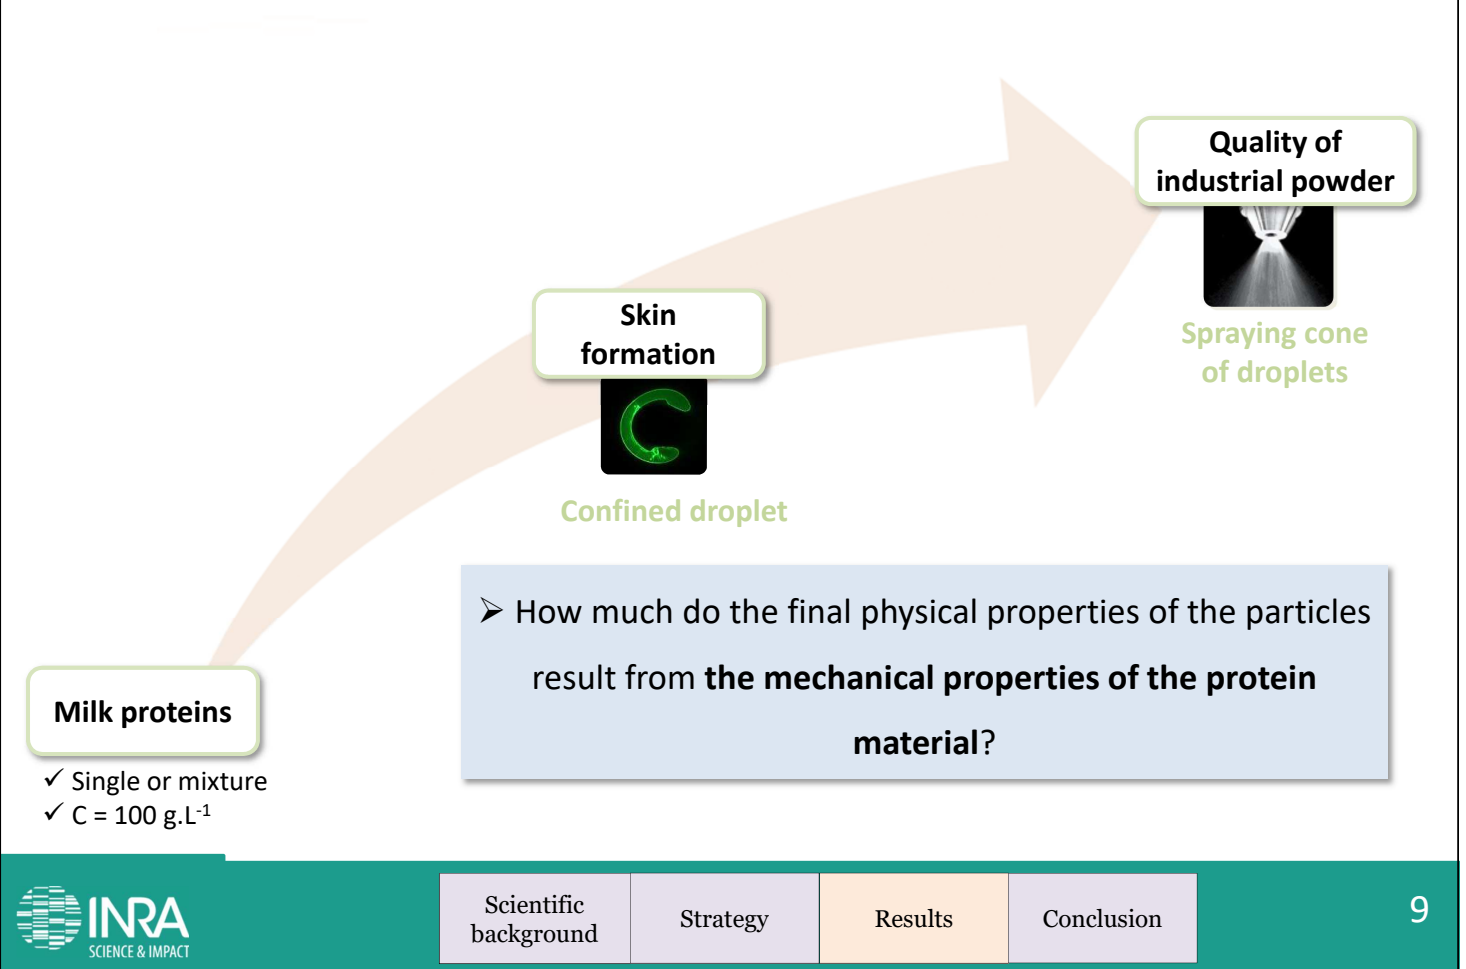 Quality of
industrial powder
Spraying cone
of droplets
Skin
formation
Confined droplet
➢ How much do the final physical properties of the particles
result from the mechanical properties of the protein
material?
Milk proteins
✓ Single or mixture
✓ C = 100 g.L⁻¹
INRA
SCIENCE & IMPACT
Scientific
background
Strategy
Results
Conclusion
9